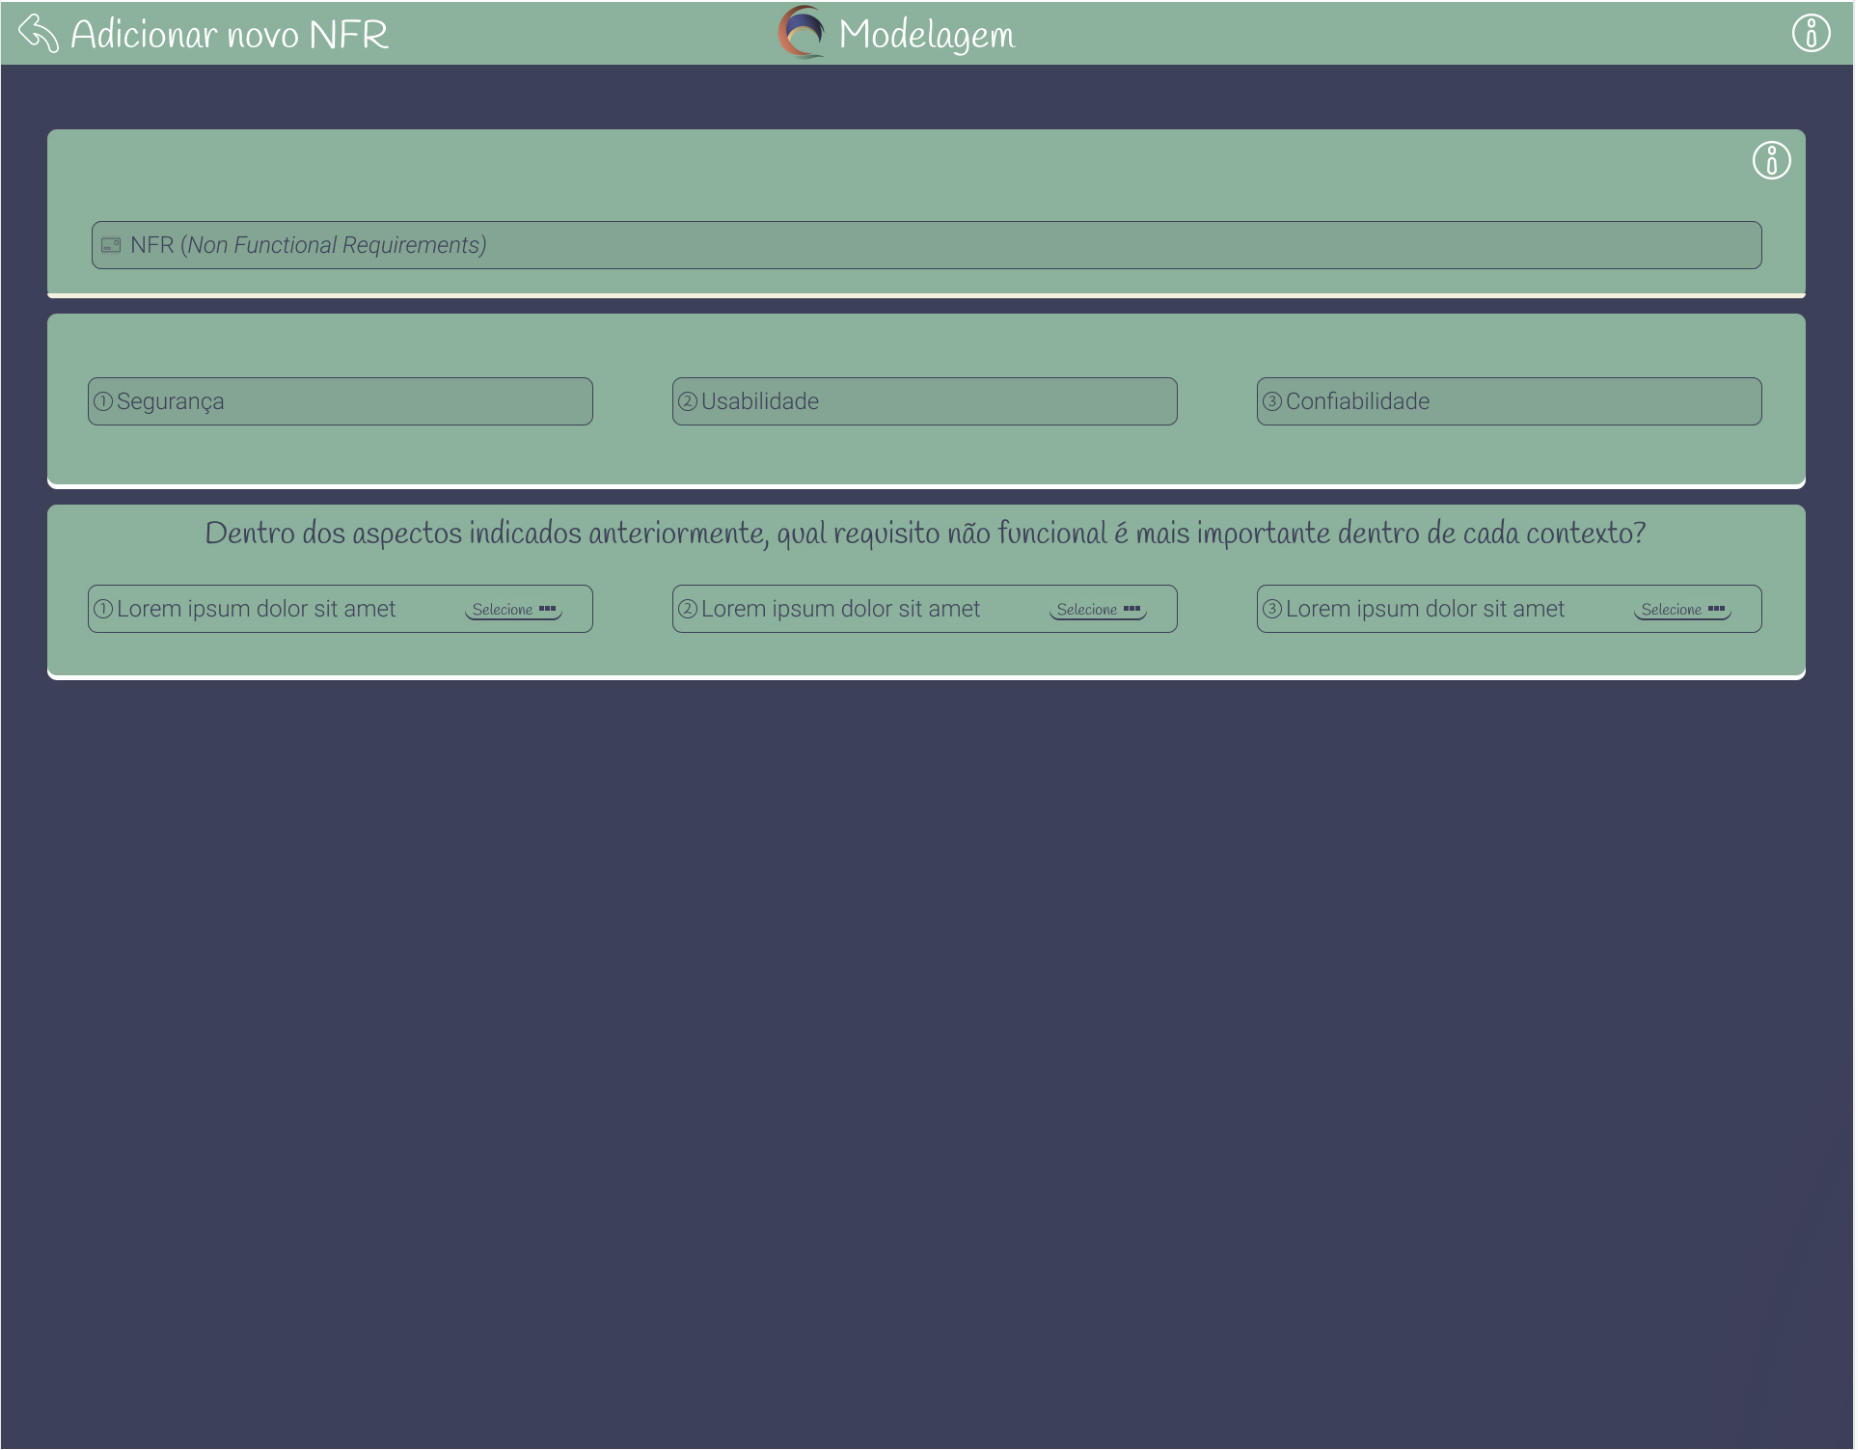 Adicionar novo NFR
Modelagem
NFR (Non Functional Requirements)
① Segurança
② Usabilidade
③ Confiabilidade
Dentro dos aspectos indicados anteriormente, qual requisito não funcional é mais importante dentro de cada contexto?
① Lorem ipsum dolor sit amet Selecione
② Lorem ipsum dolor sit amet Selecione
③ Lorem ipsum dolor sit amet Selecione